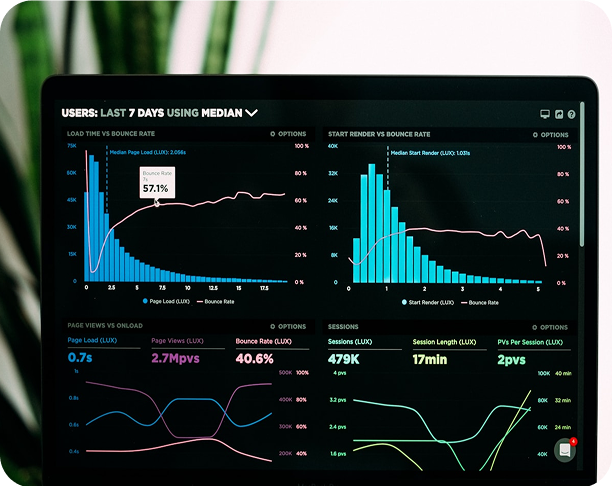 USERS: LAST 7 DAYS USING MEDIAN
LOAD TIME VS BOUNCE RATE
OPTIONS
75K
60K
45K
30K
15K
0
100 %
80 %
60 %
40 %
20 %
0 %
Median Page Load (LUX): 2.056s
Bounce Rate
7s
57.1%
0 2.5 5 7.5 10 12.5 15 17.5
Page Load (LUX) Bounce Rate
START RENDER VS BOUNCE RATE
OPTIONS
40K
32K
24K
16K
8K
0
100 %
80 %
60 %
40 %
20 %
0 %
Median Start Render (LUX): 1.031s
0 1 2 3 4 5
Start Render (LUX) Bounce Rate
PAGE VIEWS VS ONLOAD
OPTIONS
Page Load (LUX) Page Views (LUX) Bounce Rate (LUX)
0.7s 2.7Mpvs 40.6%
1s 500K 100%
0.8s 400K 80%
0.6s 300K 60%
0.4s 200K 40%
SESSIONS
OPTIONS
Sessions (LUX) Session Length (LUX) PVs Per Session (LUX)
479K 17min 2pvs
4 pvs 100K 40 min
3.2 pvs 80K 32 min
2.4 pvs 60K 24 min
1.6 pvs 40K